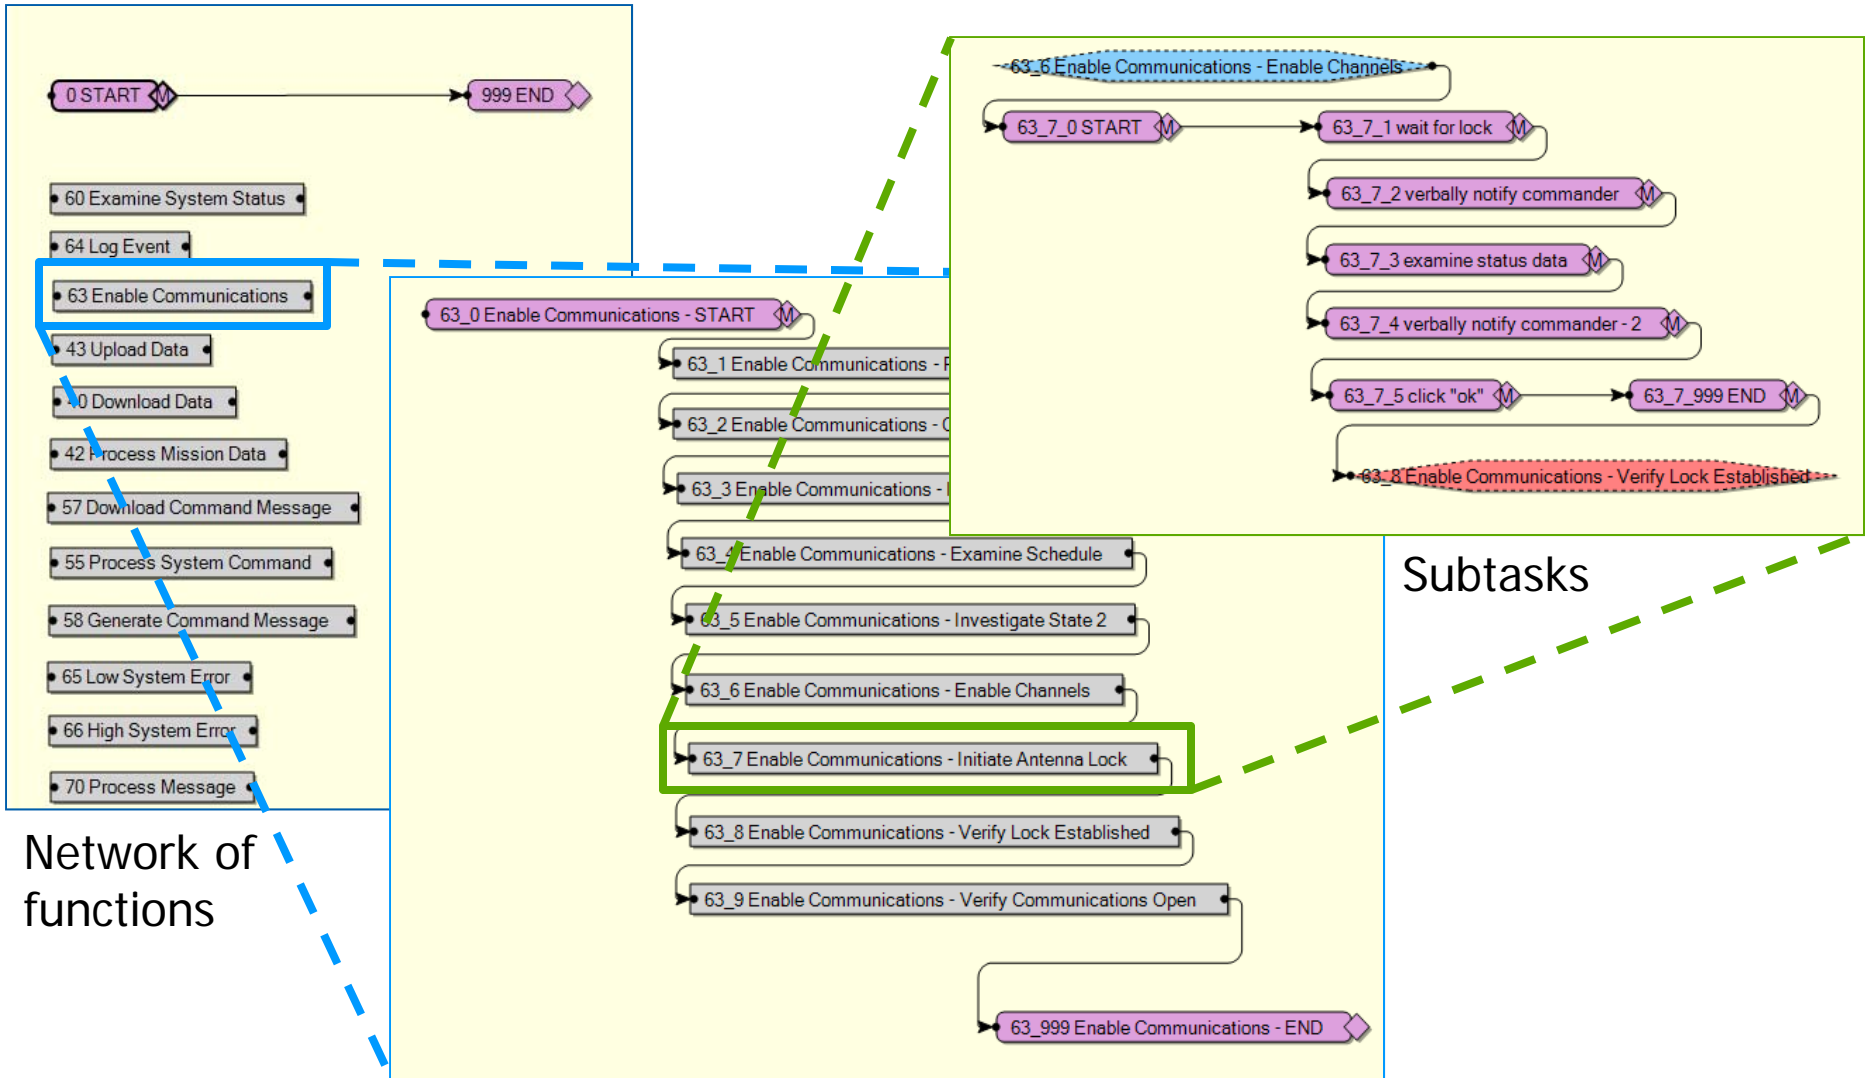 0 START M
999 END
60 Examine System Status
64 Log Event
63 Enable Communications
43 Upload Data
40 Download Data
42 Process Mission Data
57 Download Command Message
55 Process System Command
58 Generate Command Message
65 Low System Error
66 High System Error
70 Process Message
Network of
functions
63_0 Enable Communications - START M
63_1 Enable Communications -
63_2 Enable Communications -
63_3 Enable Communications -
63_4 Enable Communications - Examine Schedule
63_5 Enable Communications - Investigate State 2
63_6 Enable Communications - Enable Channels
63_7 Enable Communications - Initiate Antenna Lock
63_8 Enable Communications - Verify Lock Established
63_9 Enable Communications - Verify Communications Open
63_999 Enable Communications - END
63_6 Enable Communications - Enable Channels
63_7_0 START M
63_7_1 wait for lock M
63_7_2 verbally notify commander M
63_7_3 examine status data M
63_7_4 verbally notify commander - 2 M
63_7_5 click "ok" M
63_7_999 END M
63_8 Enable Communications - Verify Lock Established
Subtasks